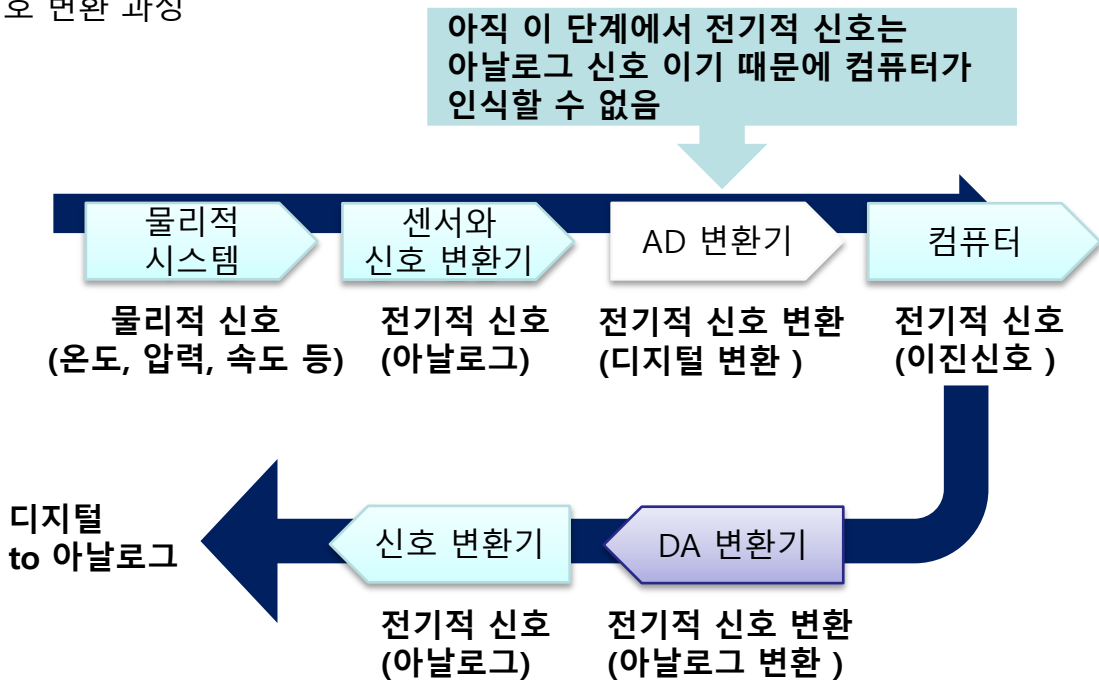 호 변환 과정
아직 이 단계에서 전기적 신호는
아날로그 신호 이기 때문에 컴퓨터가
인식할 수 없음
물리적
시스템
센서와
신호 변환기
AD 변환기
컴퓨터
물리적 신호
(온도, 압력, 속도 등)
전기적 신호
(아날로그)
전기적 신호 변환
(디지털 변환 )
전기적 신호
(이진신호 )
디지털
to 아날로그
신호 변환기
DA 변환기
전기적 신호
(아날로그)
전기적 신호 변환
(아날로그 변환 )